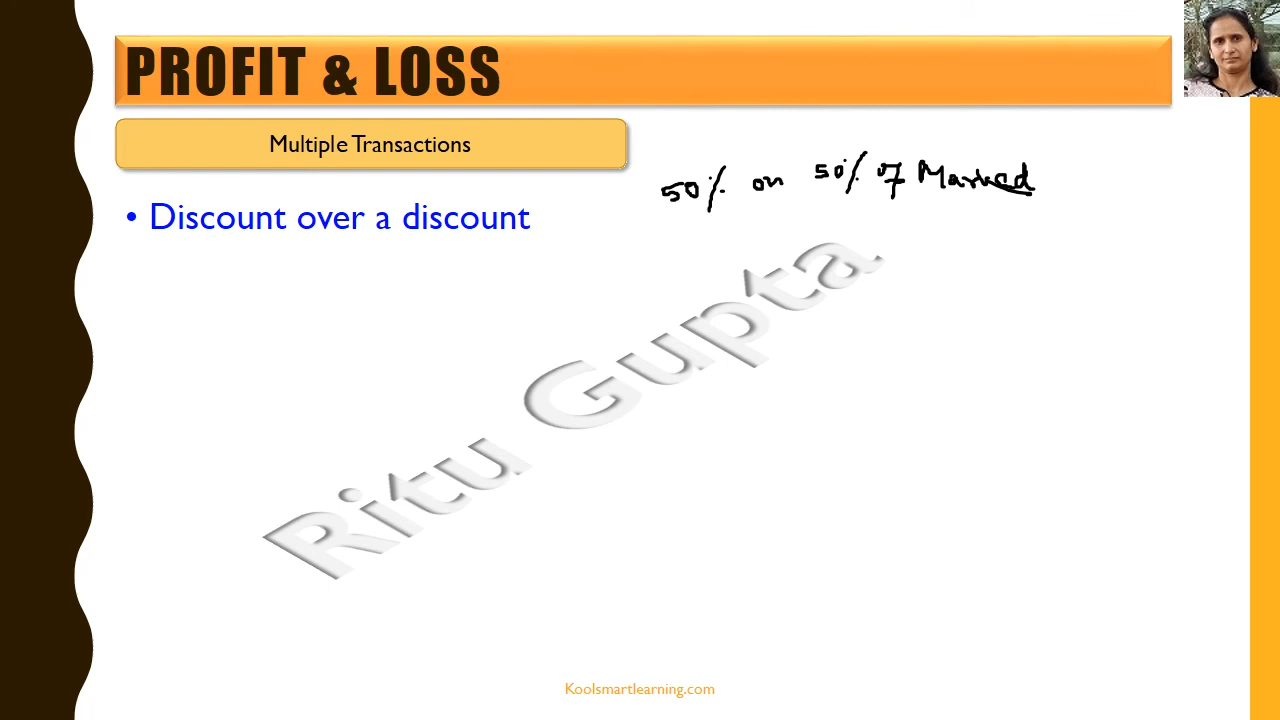 PROFIT & LOSS
Multiple Transactions
50% on 50% of Marked
• Discount over a discount
Ritu Gupta
Koolsmartlearning.com